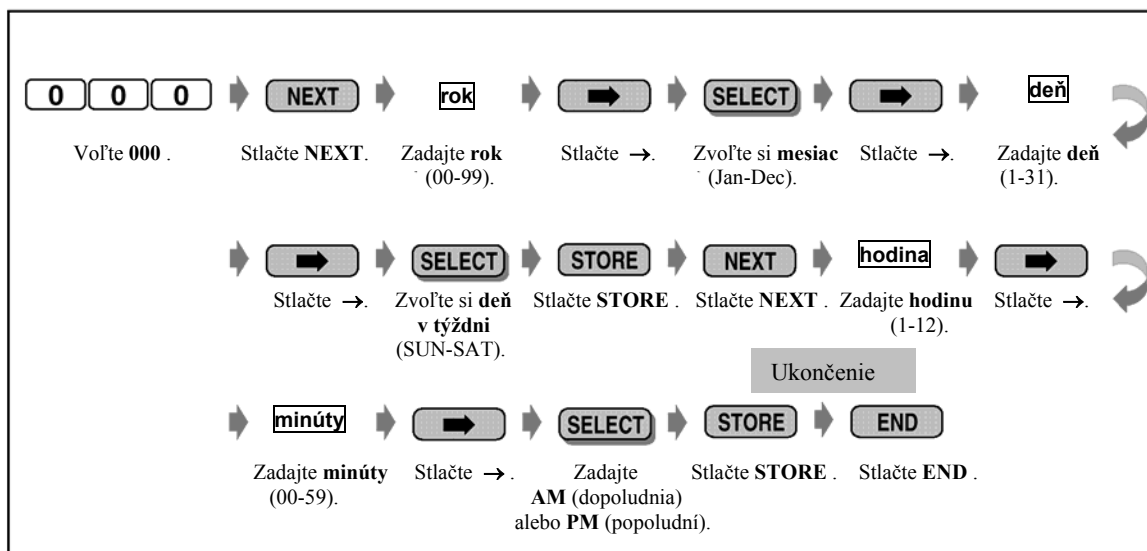 0 0 0 NEXT rok → SELECT → deň
Voľte 000 . Stlačte NEXT. Zadajte rok Stlačte →. Zvoľte si mesiac Stlačte →. Zadajte deň
(00-99). (Jan-Dec). (1-31).
→ SELECT STORE NEXT hodina →
Stlačte →. Zvoľte si deň Stlačte STORE . Stlačte NEXT . Zadajte hodinu Stlačte →.
v týždni (1-12).
(SUN-SAT).
Ukončenie
minúty → SELECT STORE END
Zadajte minúty Stlačte → . Zadajte Stlačte STORE . Stlačte END .
(00-59). AM (dopoludnia)
alebo PM (popoludní).